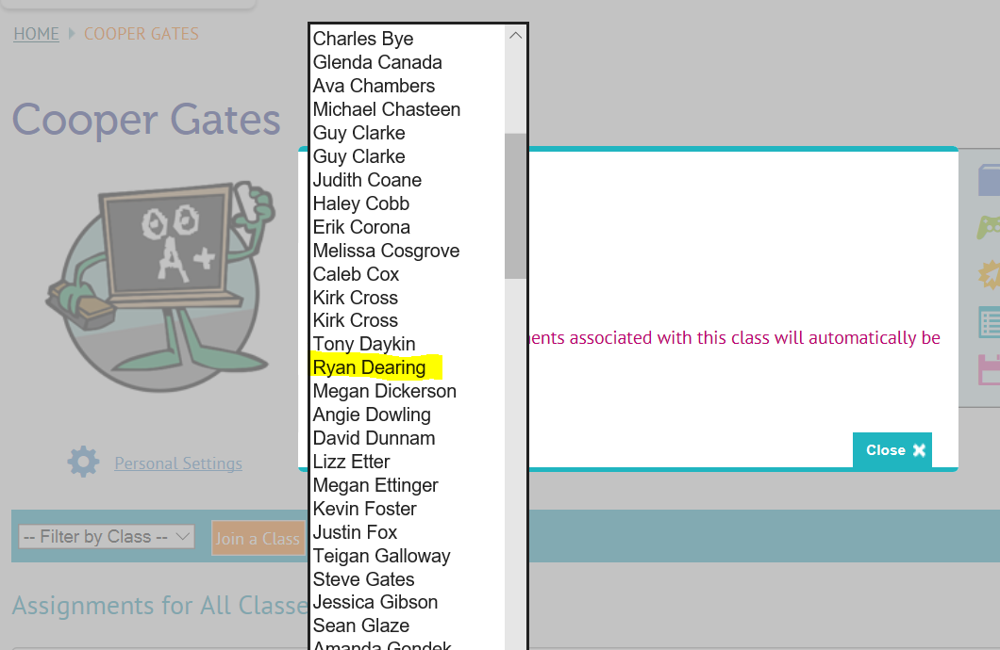 HOME COOPER GATES
Cooper Gates
A+
Personal Settings
-- Filter by Class --
Join a Class
Assignments for All Classe
Charles Bye
Glenda Canada
Ava Chambers
Michael Chasteen
Guy Clarke
Guy Clarke
Judith Coane
Haley Cobb
Erik Corona
Melissa Cosgrove
Caleb Cox
Kirk Cross
Kirk Cross
Tony Daykin
Ryan Dearing
Megan Dickerson
Angie Dowling
David Dunnam
Lizz Etter
Megan Ettinger
Kevin Foster
Justin Fox
Teigan Galloway
Steve Gates
Jessica Gibson
Sean Glaze
Amanda Gondek
ents associated with this class will automatically be
Close